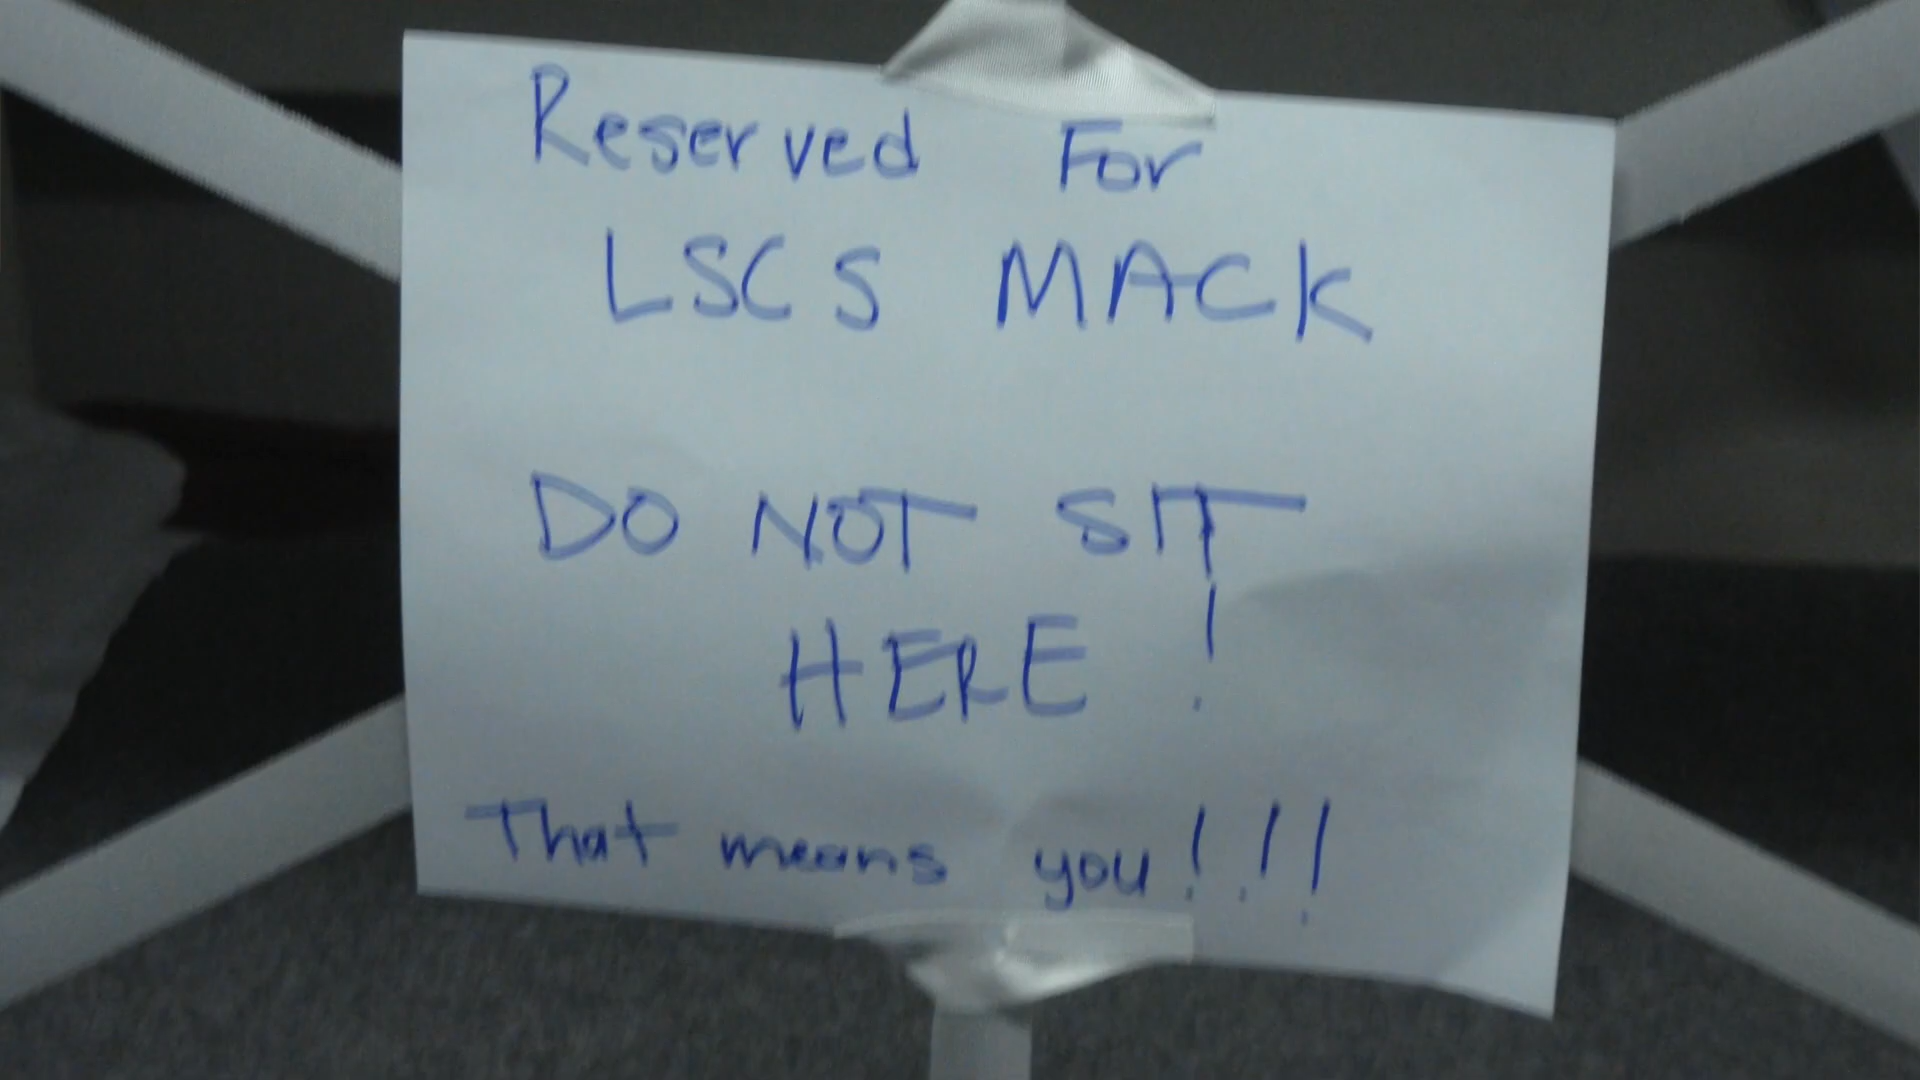 Reserved For
LSCS MACK
DO NOT SIT
HERE !
That means you!!!